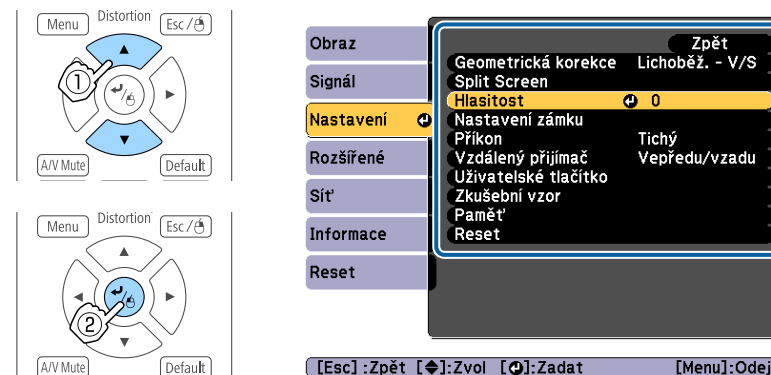 Menu
Distortion
Esc /
1
A/V Mute
Default
Menu
Distortion
Esc /
2
A/V Mute
Default
Obraz
Signál
Nastavení
Rozšířené
Síť
Informace
Reset
Zpět
Geometrická korekce Lichoběž. - V/S
Split Screen
Hlasitost 0
Nastavení zámku
Příkon Tichý
Vzdálený přijímač Vepředu/vzadu
Uživatelské tlačítko
Zkušební vzor
Paměť
Reset
[Esc] :Zpět [◆]:Zvol [⏎]:Zadat [Menu]:Odej